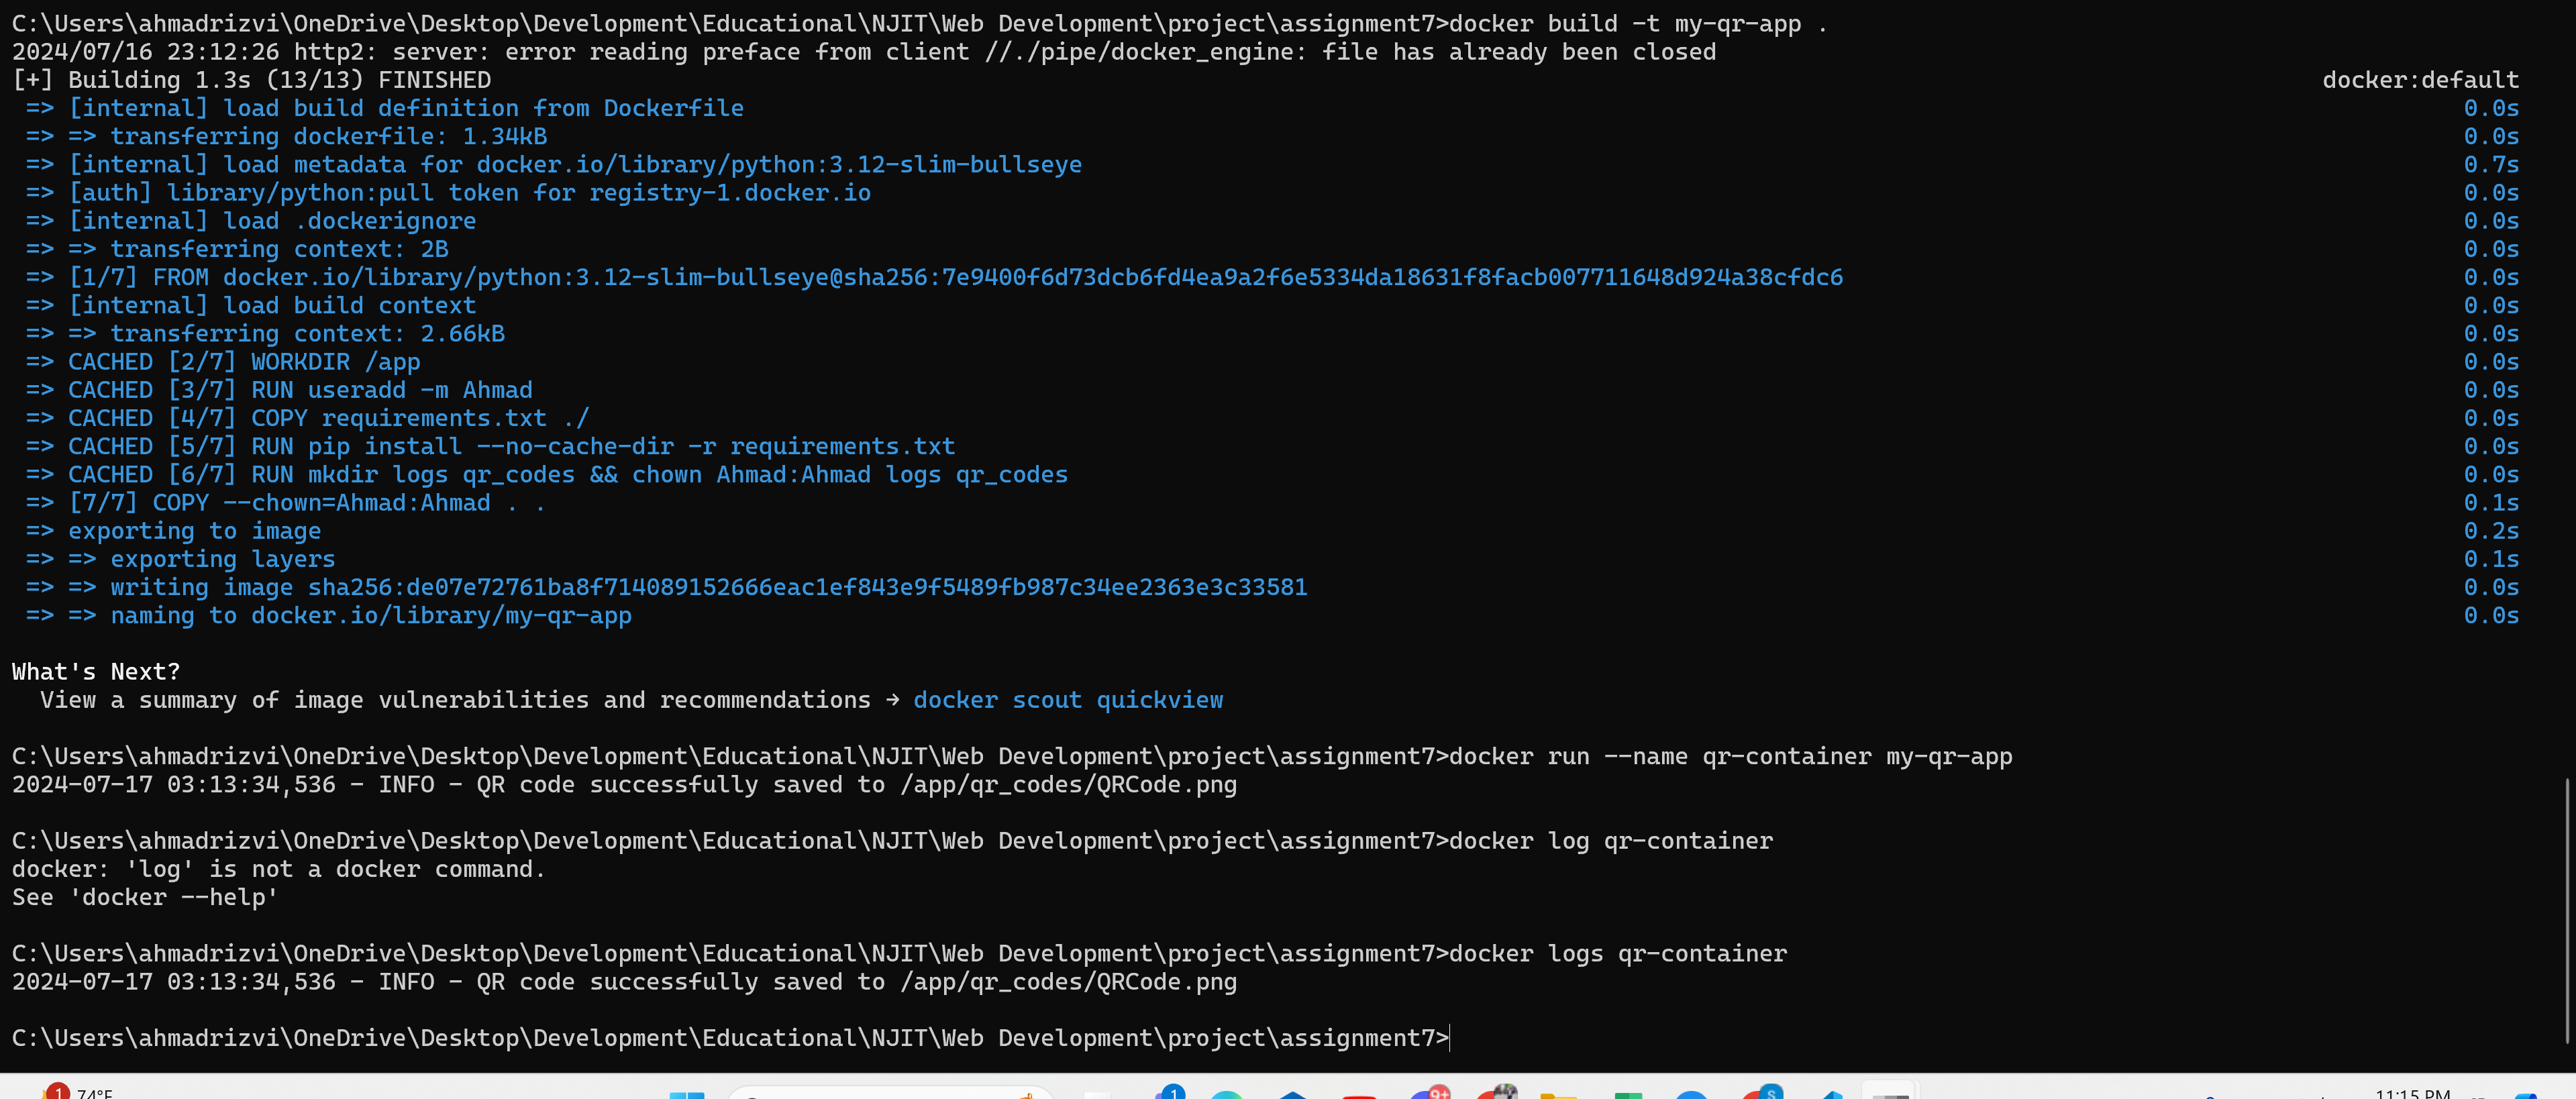 C:\Users\ahmadrizvi\OneDrive\Desktop\Development\Educational\NJIT\Web Development\project\assignment7>docker build -t my-qr-app .
2024/07/16 23:12:26 http2: server: error reading preface from client //./pipe/docker_engine: file has already been closed
[+] Building 1.3s (13/13) FINISHED docker:default
=> [internal] load build definition from Dockerfile 0.0s
=> => transferring dockerfile: 1.34kB 0.0s
=> [internal] load metadata for docker.io/library/python:3.12-slim-bullseye 0.7s
=> [auth] library/python:pull token for registry-1.docker.io 0.0s
=> [internal] load .dockerignore 0.0s
=> => transferring context: 2B 0.0s
=> [1/7] FROM docker.io/library/python:3.12-slim-bullseye@sha256:7e9400f6d73dcb6fd4ea9a2f6e5334da18631f8facb007711648d924a38cfdc6 0.0s
=> [internal] load build context 0.0s
=> => transferring context: 2.66kB 0.0s
=> CACHED [2/7] WORKDIR /app 0.0s
=> CACHED [3/7] RUN useradd -m Ahmad 0.0s
=> CACHED [4/7] COPY requirements.txt ./ 0.0s
=> CACHED [5/7] RUN pip install --no-cache-dir -r requirements.txt 0.0s
=> CACHED [6/7] RUN mkdir logs qr_codes && chown Ahmad:Ahmad logs qr_codes 0.0s
=> [7/7] COPY --chown=Ahmad:Ahmad . . 0.1s
=> exporting to image 0.2s
=> => exporting layers 0.1s
=> => writing image sha256:de07e72761ba8f714089152666eac1ef843e9f5489fb987c34ee2363e3c33581 0.0s
=> => naming to docker.io/library/my-qr-app 0.0s
What's Next?
View a summary of image vulnerabilities and recommendations → docker scout quickview
C:\Users\ahmadrizvi\OneDrive\Desktop\Development\Educational\NJIT\Web Development\project\assignment7>docker run --name qr-container my-qr-app
2024-07-17 03:13:34,536 - INFO - QR code successfully saved to /app/qr_codes/QRCode.png
C:\Users\ahmadrizvi\OneDrive\Desktop\Development\Educational\NJIT\Web Development\project\assignment7>docker log qr-container
docker: 'log' is not a docker command.
See 'docker --help'
C:\Users\ahmadrizvi\OneDrive\Desktop\Development\Educational\NJIT\Web Development\project\assignment7>docker logs qr-container
2024-07-17 03:13:34,536 - INFO - QR code successfully saved to /app/qr_codes/QRCode.png
C:\Users\ahmadrizvi\OneDrive\Desktop\Development\Educational\NJIT\Web Development\project\assignment7>
1 74°F 1 9+ S 11:15 PM